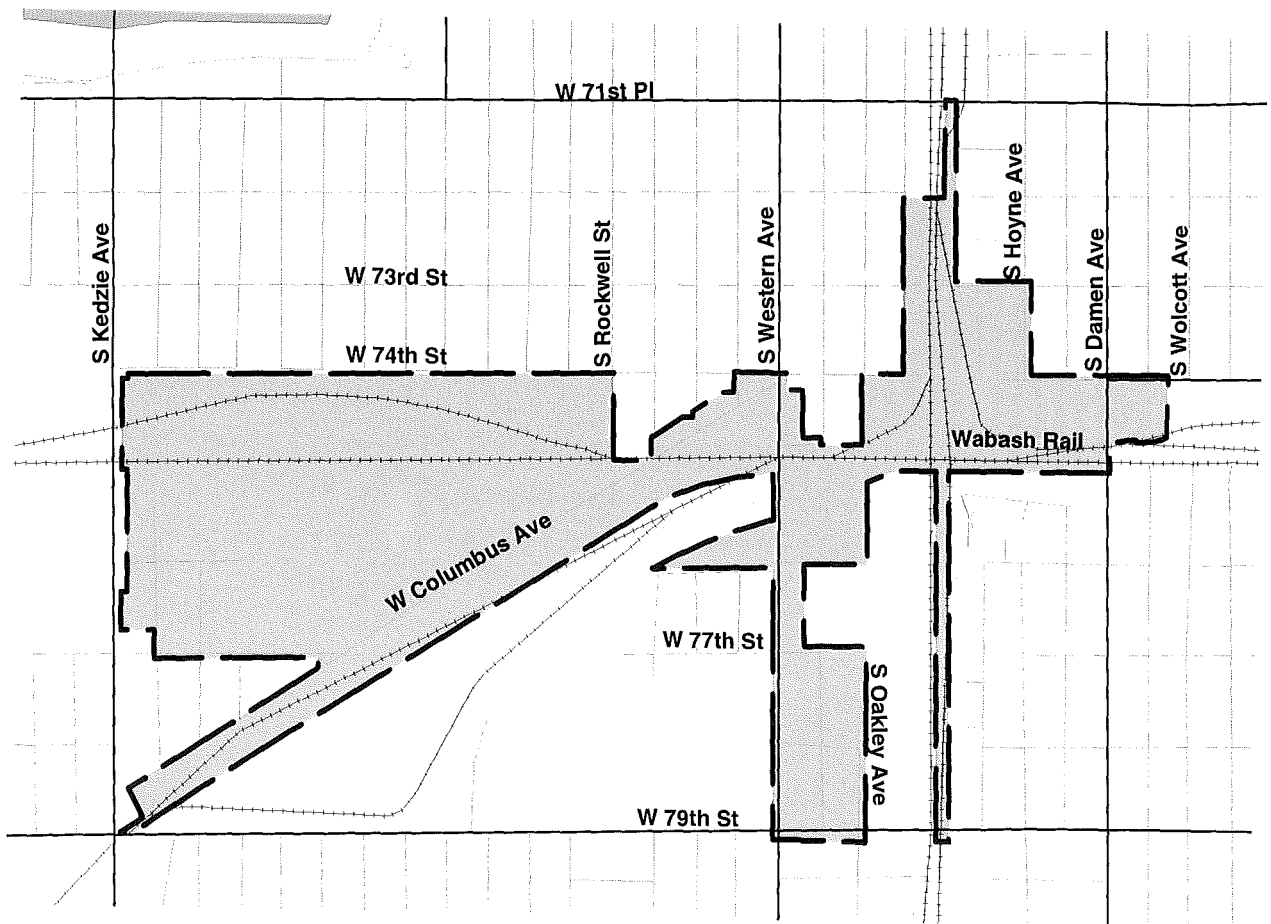 W 71st Pl
S Kedzie Ave
W 73rd St
W 74th St
S Rockwell St
S Western Ave
S Hoyne Ave
S Damen Ave
S Wolcott Ave
Wabash Rail
W Columbus Ave
W 77th St
S Oakley Ave
W 79th St